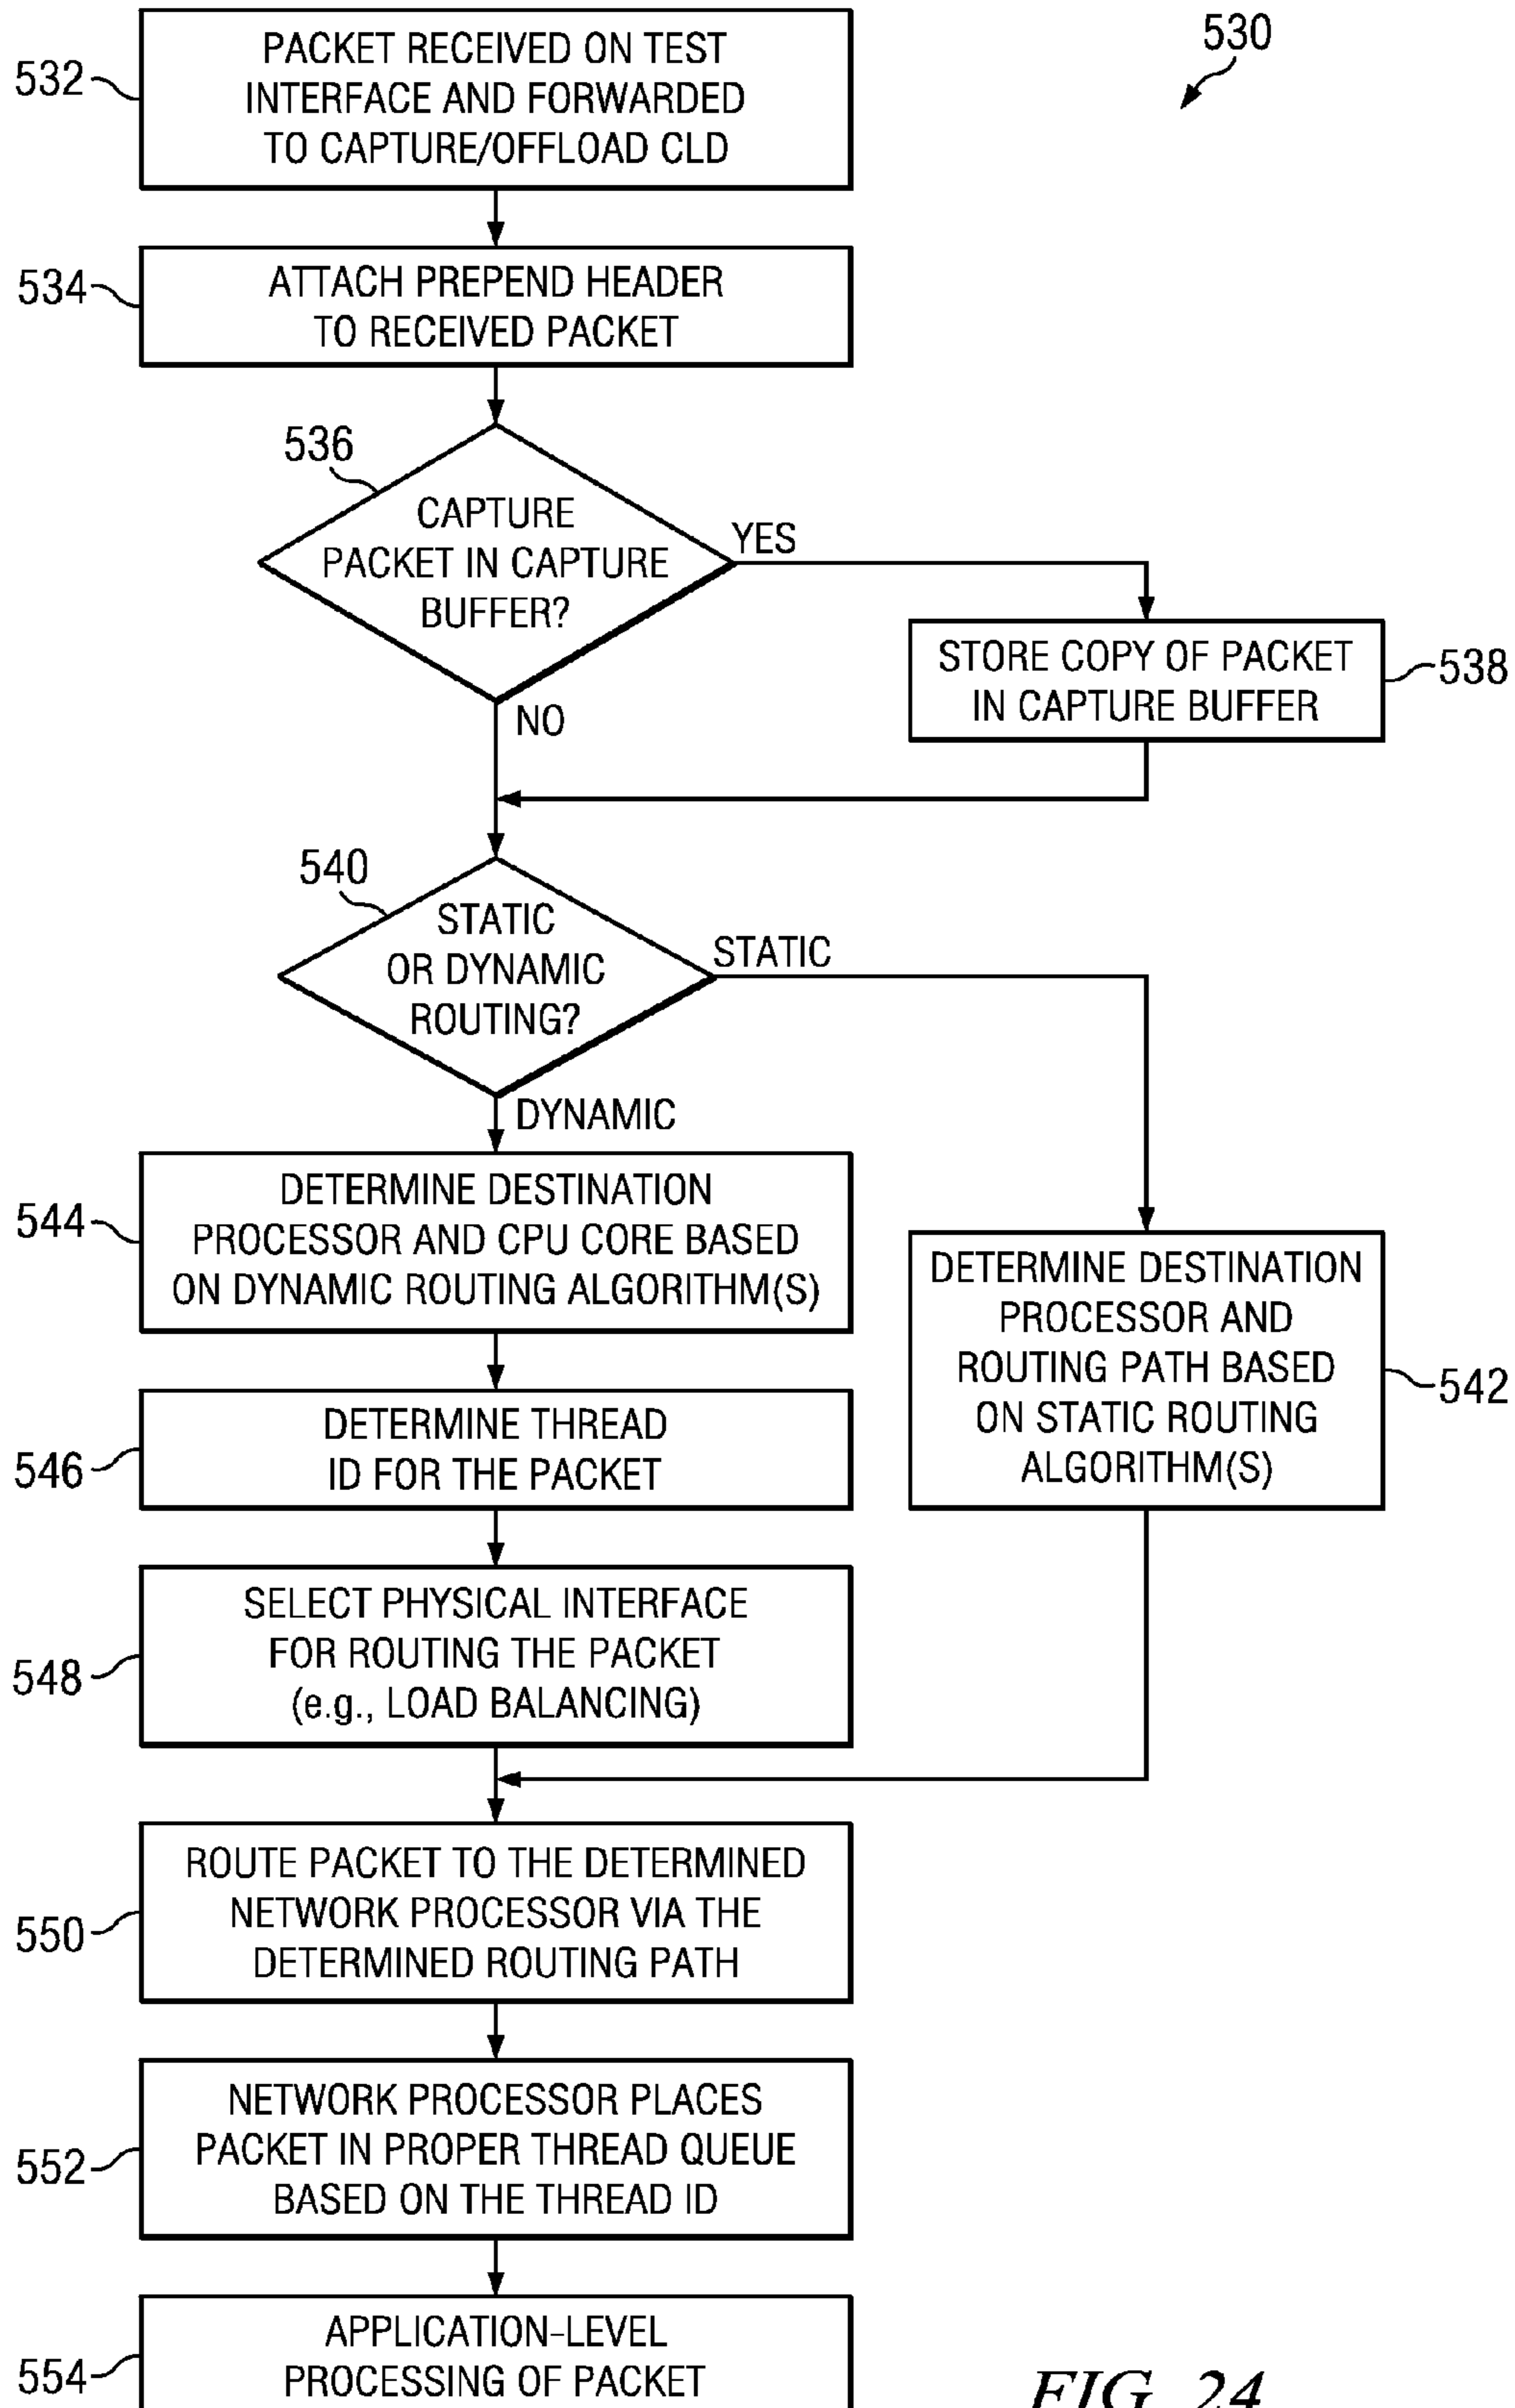 530
532
PACKET RECEIVED ON TEST
INTERFACE AND FORWARDED
TO CAPTURE/OFFLOAD CLD
534
ATTACH PREPEND HEADER
TO RECEIVED PACKET
536
CAPTURE
PACKET IN CAPTURE
BUFFER?
YES
NO
STORE COPY OF PACKET
IN CAPTURE BUFFER
538
540
STATIC
OR DYNAMIC
ROUTING?
STATIC
DYNAMIC
544
DETERMINE DESTINATION
PROCESSOR AND CPU CORE BASED
ON DYNAMIC ROUTING ALGORITHM(S)
DETERMINE DESTINATION
PROCESSOR AND
ROUTING PATH BASED
ON STATIC ROUTING
ALGORITHM(S)
542
546
DETERMINE THREAD
ID FOR THE PACKET
548
SELECT PHYSICAL INTERFACE
FOR ROUTING THE PACKET
(e.g., LOAD BALANCING)
550
ROUTE PACKET TO THE DETERMINED
NETWORK PROCESSOR VIA THE
DETERMINED ROUTING PATH
552
NETWORK PROCESSOR PLACES
PACKET IN PROPER THREAD QUEUE
BASED ON THE THREAD ID
554
APPLICATION-LEVEL
PROCESSING OF PACKET
FIG. 24